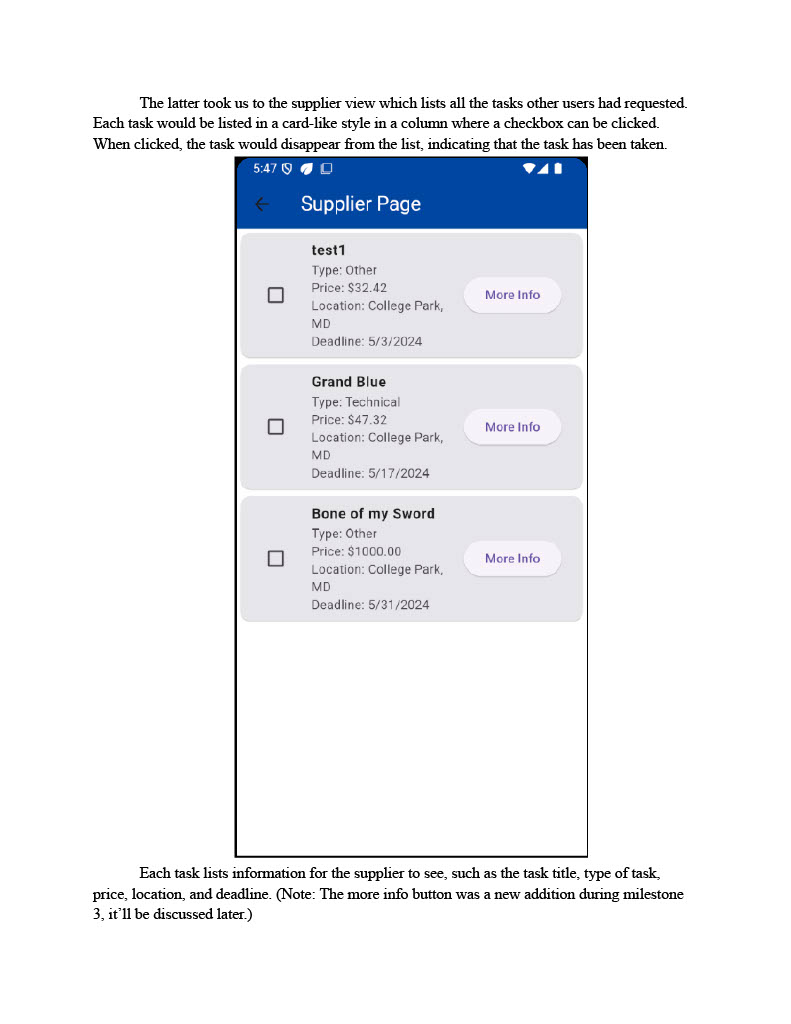 The latter took us to the supplier view which lists all the tasks other users had requested.
Each task would be listed in a card-like style in a column where a checkbox can be clicked.
When clicked, the task would disappear from the list, indicating that the task has been taken.
5:47
Supplier Page
test1
Type: Other
Price: $32.42
Location: College Park,
MD
Deadline: 5/3/2024
More Info
Grand Blue
Type: Technical
Price: $47.32
Location: College Park,
MD
Deadline: 5/17/2024
More Info
Bone of my Sword
Type: Other
Price: $1000.00
Location: College Park,
MD
Deadline: 5/31/2024
More Info
Each task lists information for the supplier to see, such as the task title, type of task,
price, location, and deadline. (Note: The more info button was a new addition during milestone
3, it’ll be discussed later.)